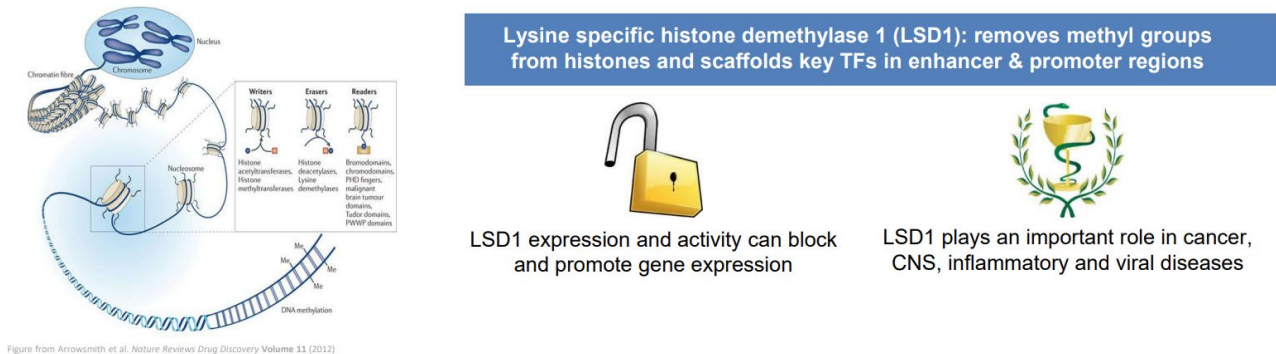 Nucleus
Chromosome
Chromatin fibre
Writers
Erasers
Readers
Histone
acetyltransferases,
Histone
methyltransferases
Histone
deacetylases,
Lysine
demethylases
Bromodomains,
chromodomains,
PHD fingers,
malignant
brain tumour
domains,
Tudor domains,
PWWP domains
Nucleosome
Me
Me
Me
Me
DNA methylation
Figure from Arrowsmith et al. Nature Reviews Drug Discovery Volume 11 (2012)
Lysine specific histone demethylase 1 (LSD1): removes methyl groups
from histones and scaffolds key TFs in enhancer & promoter regions
LSD1 expression and activity can block
and promote gene expression
LSD1 plays an important role in cancer,
CNS, inflammatory and viral diseases